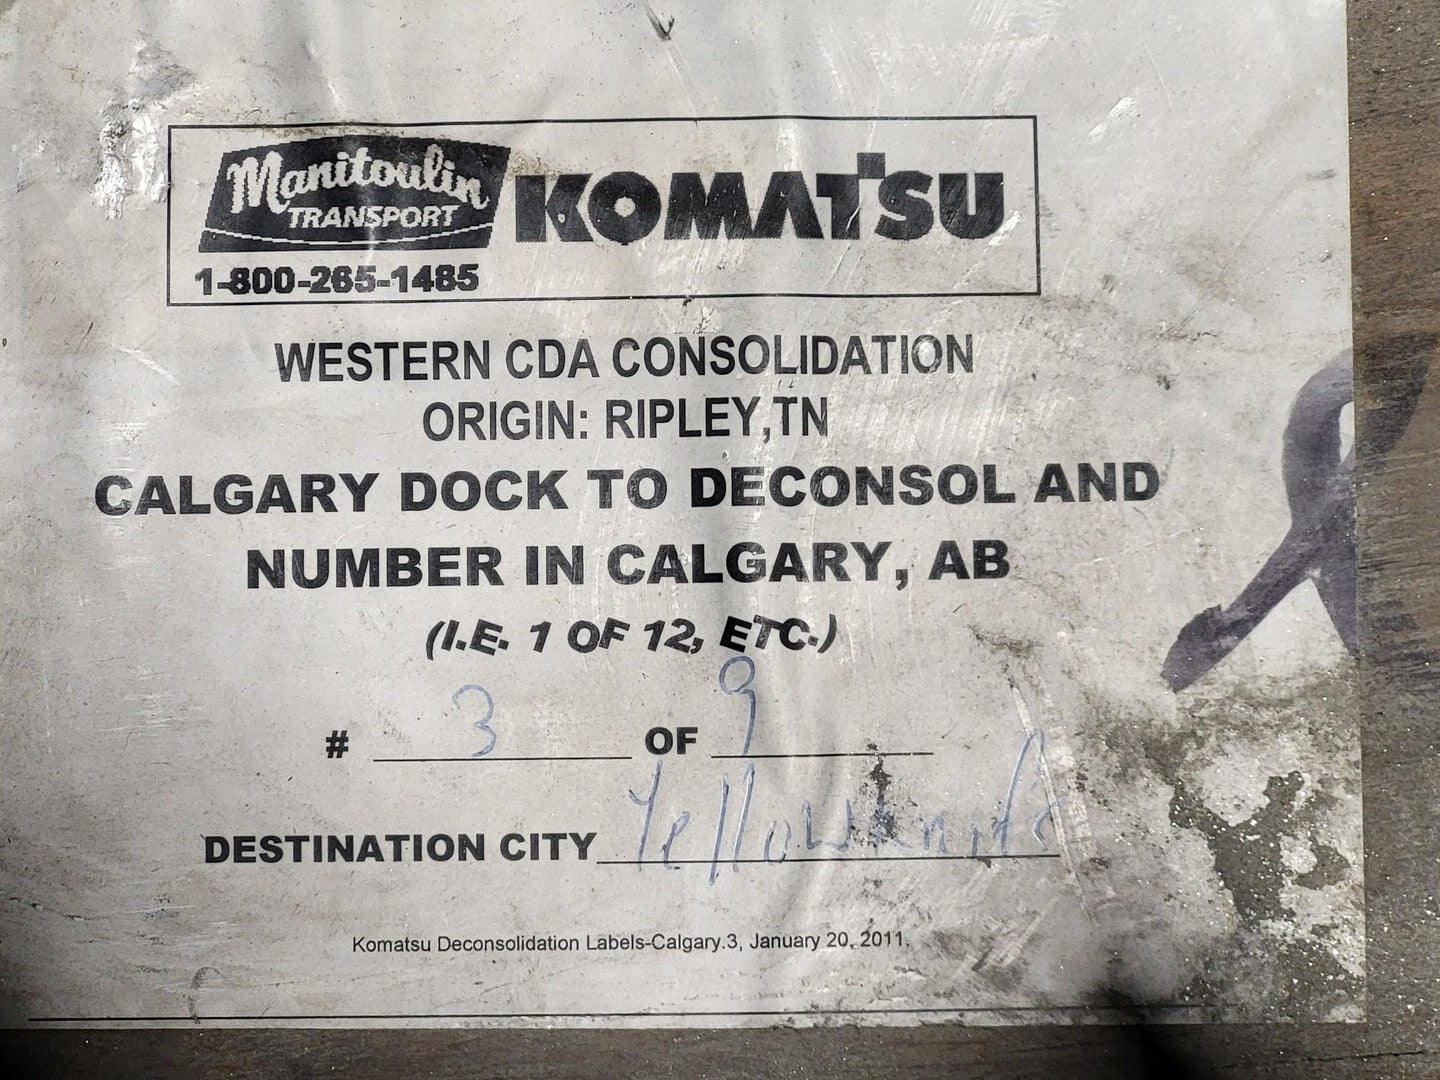 Manitoulin
TRANSPORT
KOMATSU
1-800-265-1485
WESTERN CDA CONSOLIDATION
ORIGIN: RIPLEY,TN
CALGARY DOCK TO DECONSOL AND
NUMBER IN CALGARY, AB
(I.E. 1 OF 12, ETC.)
# 3 OF 9
DESTINATION CITY Yellowknife
Komatsu Deconsolidation Labels-Calgary.3, January 20, 2011.